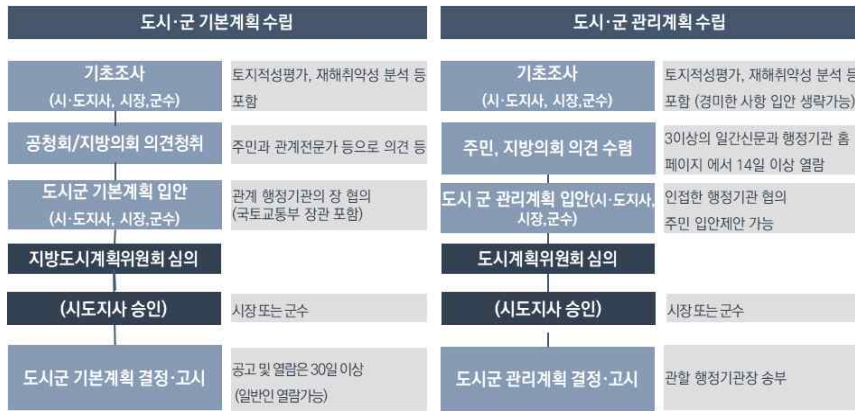 도시·군 기본계획 수립
기초조사
(시·도지사, 시장,군수)
토지적성평가, 재해취약성 분석 등
포함
공청회/지방의회 의견청취
주민과 관계전문가 등으로 의견 등
도시군 기본계획 입안
(시·도지사, 시장,군수)
관계 행정기관의 장 협의
(국토교통부 장관 포함)
지방도시계획위원회 심의
(시도지사 승인)
시장 또는 군수
도시군 기본계획 결정·고시
공고 및 열람은 30일 이상
(일반인 열람가능)
도시·군 관리계획 수립
기초조사
(시·도지사, 시장,군수)
토지적성평가, 재해취약성 분석 등
포함 (경미한 사항 입안 생략가능)
주민, 지방의회 의견 수렴
3이상의 일간신문과 행정기관 홈
페이지 에서 14일 이상 열람
도시 군 관리계획 입안(시·도지사,
시장,군수)
인접한 행정기관 협의
주민 입안제안 가능
도시계획위원회 심의
(시도지사 승인)
시장 또는 군수
도시군 관리계획 결정·고시
관할 행정기관장 송부